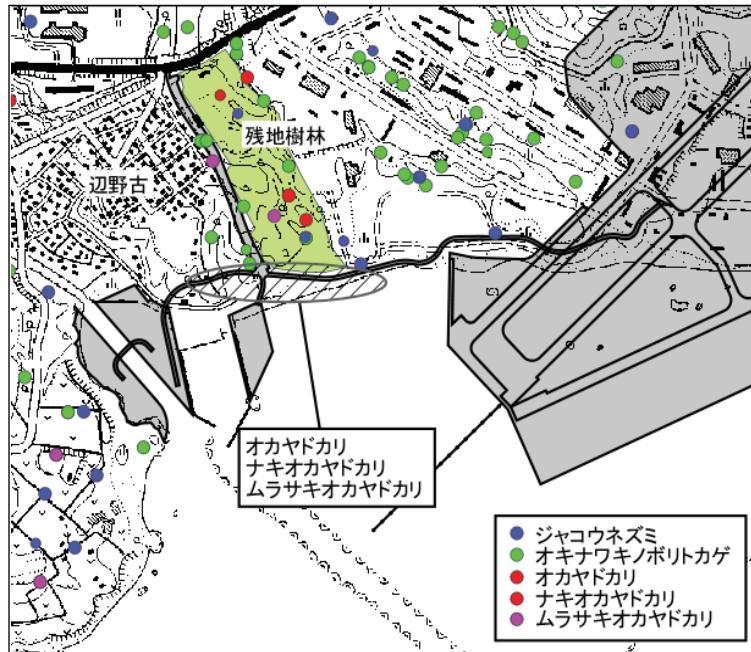 残地樹林
辺野古
オカヤドカリ
ナキオカヤドカリ
ムラサキオカヤドカリ
ジャコウネズミ
オキナワキノボリトカゲ
オカヤドカリ
ナキオカヤドカリ
ムラサキオカヤドカリ